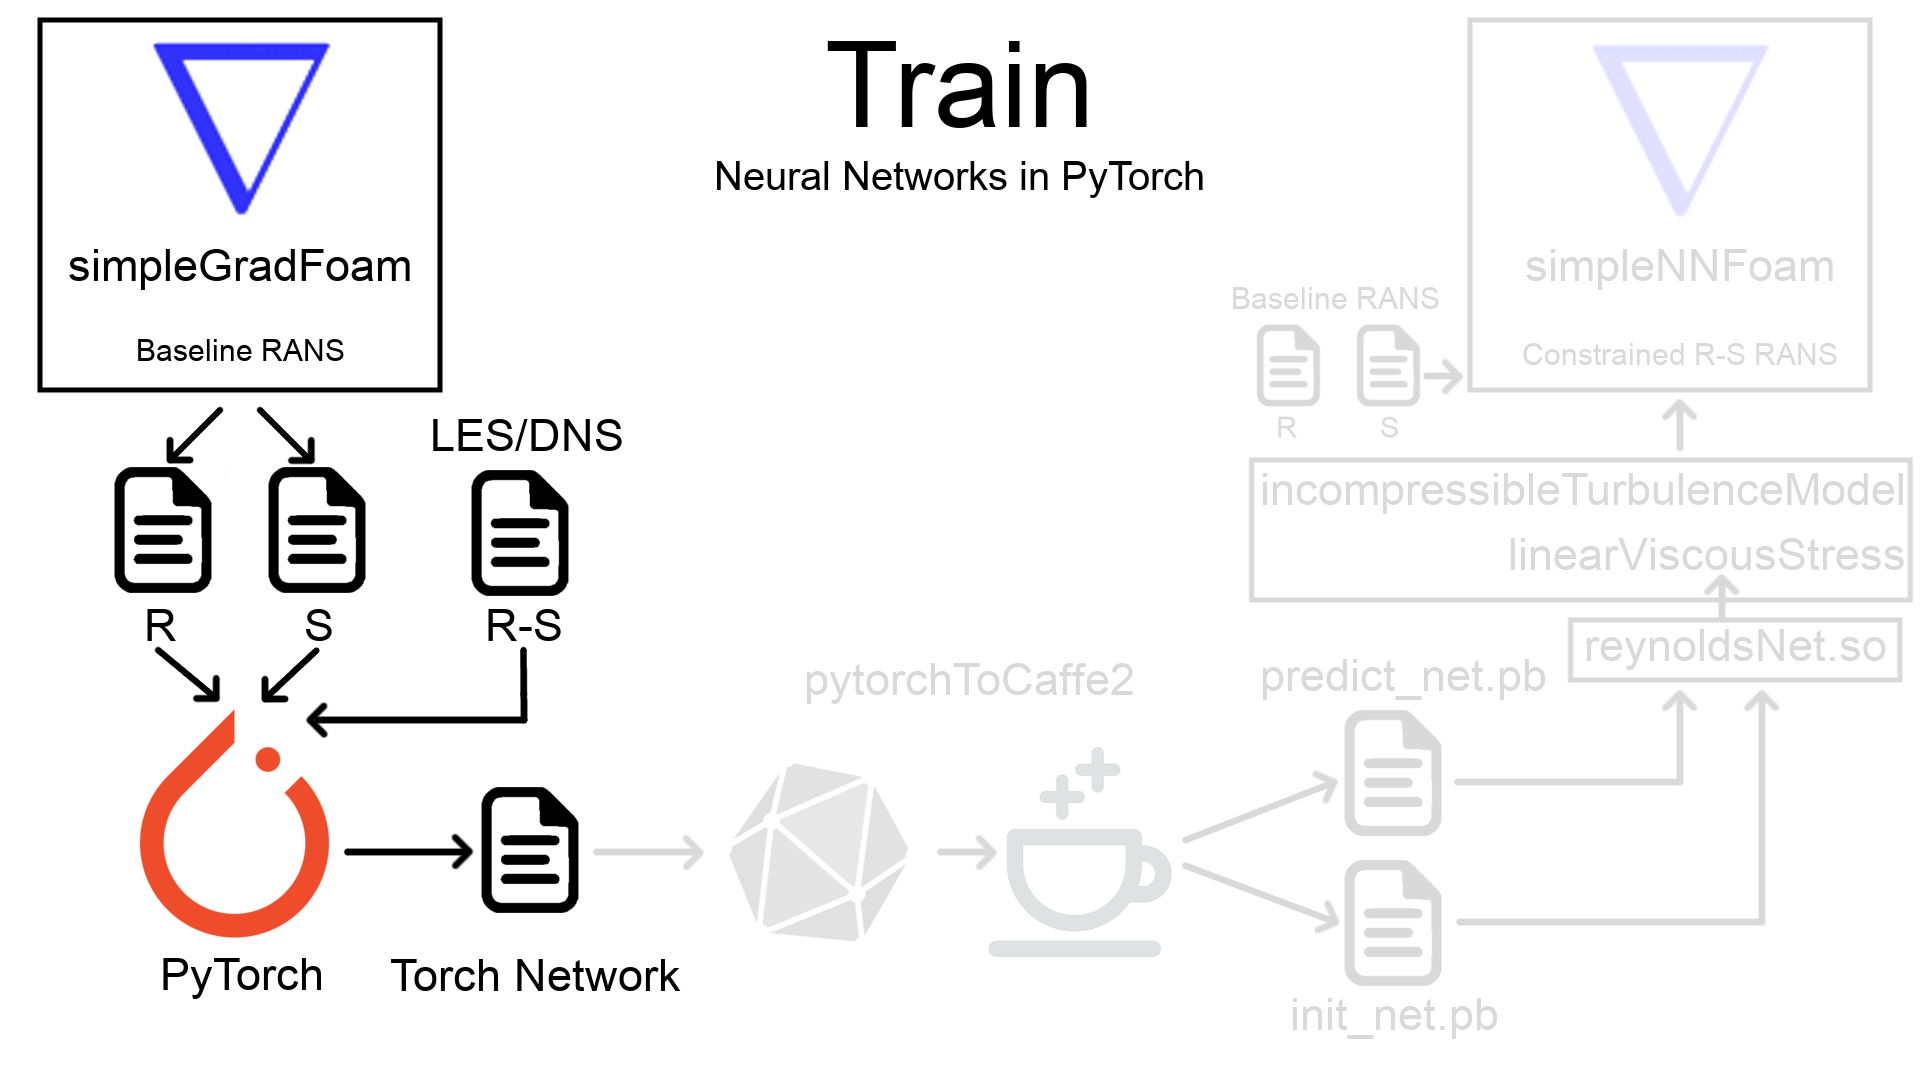 Train
Neural Networks in PyTorch
simpleGradFoam
Baseline RANS
LES/DNS
R
S
R-S
PyTorch
Torch Network
pytorchToCaffe2
predict_net.pb
init_net.pb
reynoldsNet.so
incompressibleTurbulenceModel
linearViscousStress
Baseline RANS
R
S
simpleNNFoam
Constrained R-S RANS